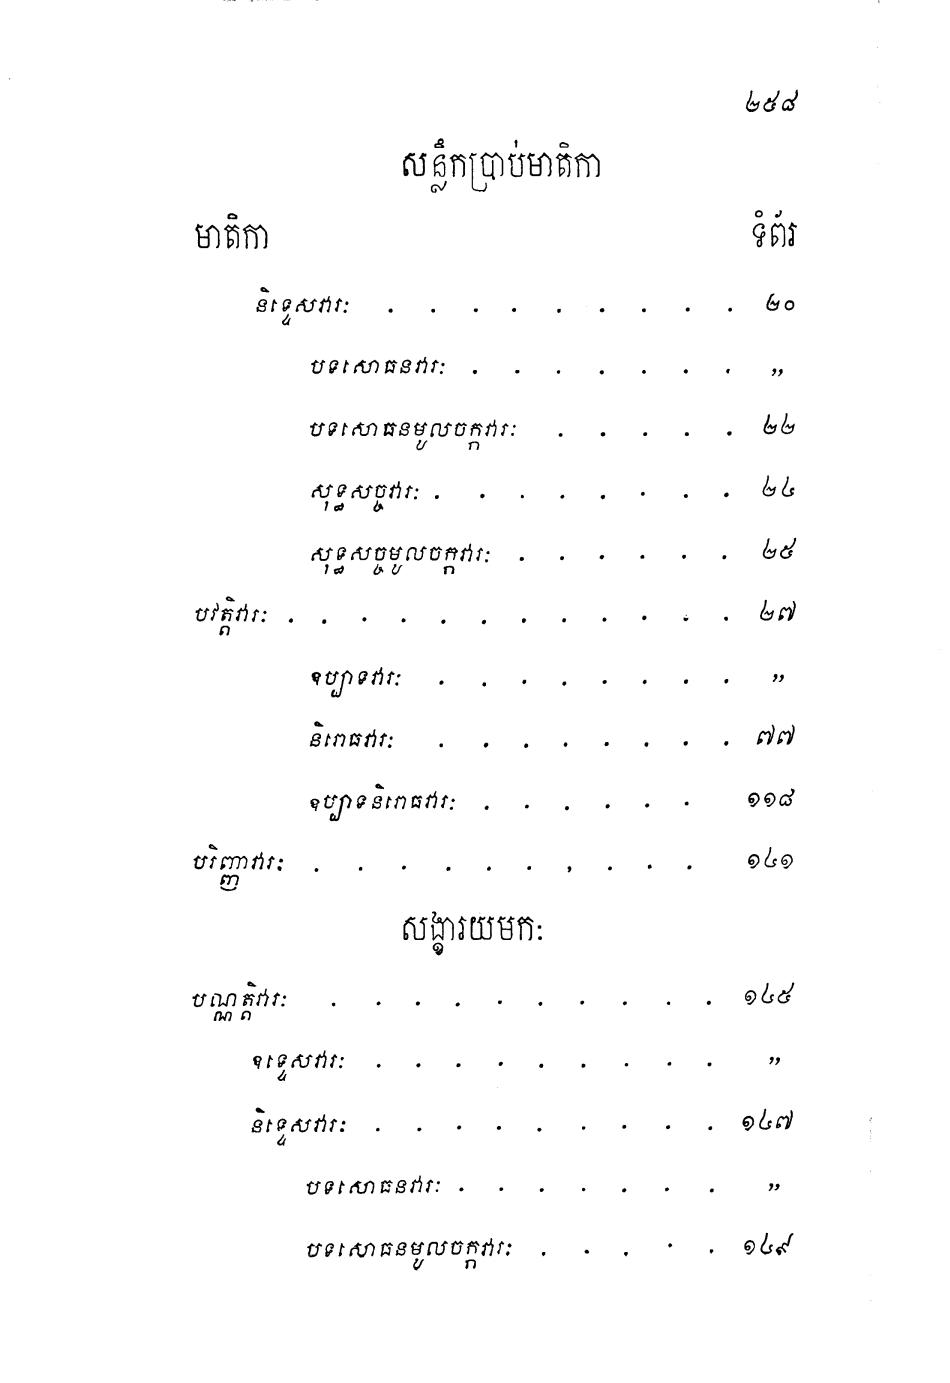 ២៥៨
សន្លឹកប្រាប់មាតិកា
មាតិកា ទំព័រ
និទ្ទេសវារៈ . . . . . . . . . ២០
បទសោធនវារៈ . . . . . . . ,,
បទសោធនមូលចក្កវារៈ . . . . . ២២
សុទ្ធសច្ចវារៈ . . . . . . . . ២៤
សុទ្ធសច្ចមូលចក្កវារៈ . . . . . . ២៥
បវត្តិវារៈ . . . . . . . . . . . . ២៧
ឧប្បាទវារៈ . . . . . . . . ,,
និរោធវារៈ . . . . . . . . ៧៧
ឧប្បាទនិរោធវារៈ . . . . . . ១១៨
បរិញ្ញាវារៈ . . . . . . . . . . ១៤១
សង្ខារយមកៈ
បណ្ណត្តិវារៈ . . . . . . . . . . ១៤៥
ឧទ្ទេសវារៈ . . . . . . . . . ,,
និទ្ទេសវារៈ . . . . . . . . . ១៤៧
បទសោធនវារៈ . . . . . . . ,,
បទសោធនមូលចក្កវារៈ . . . . . ១៤៩